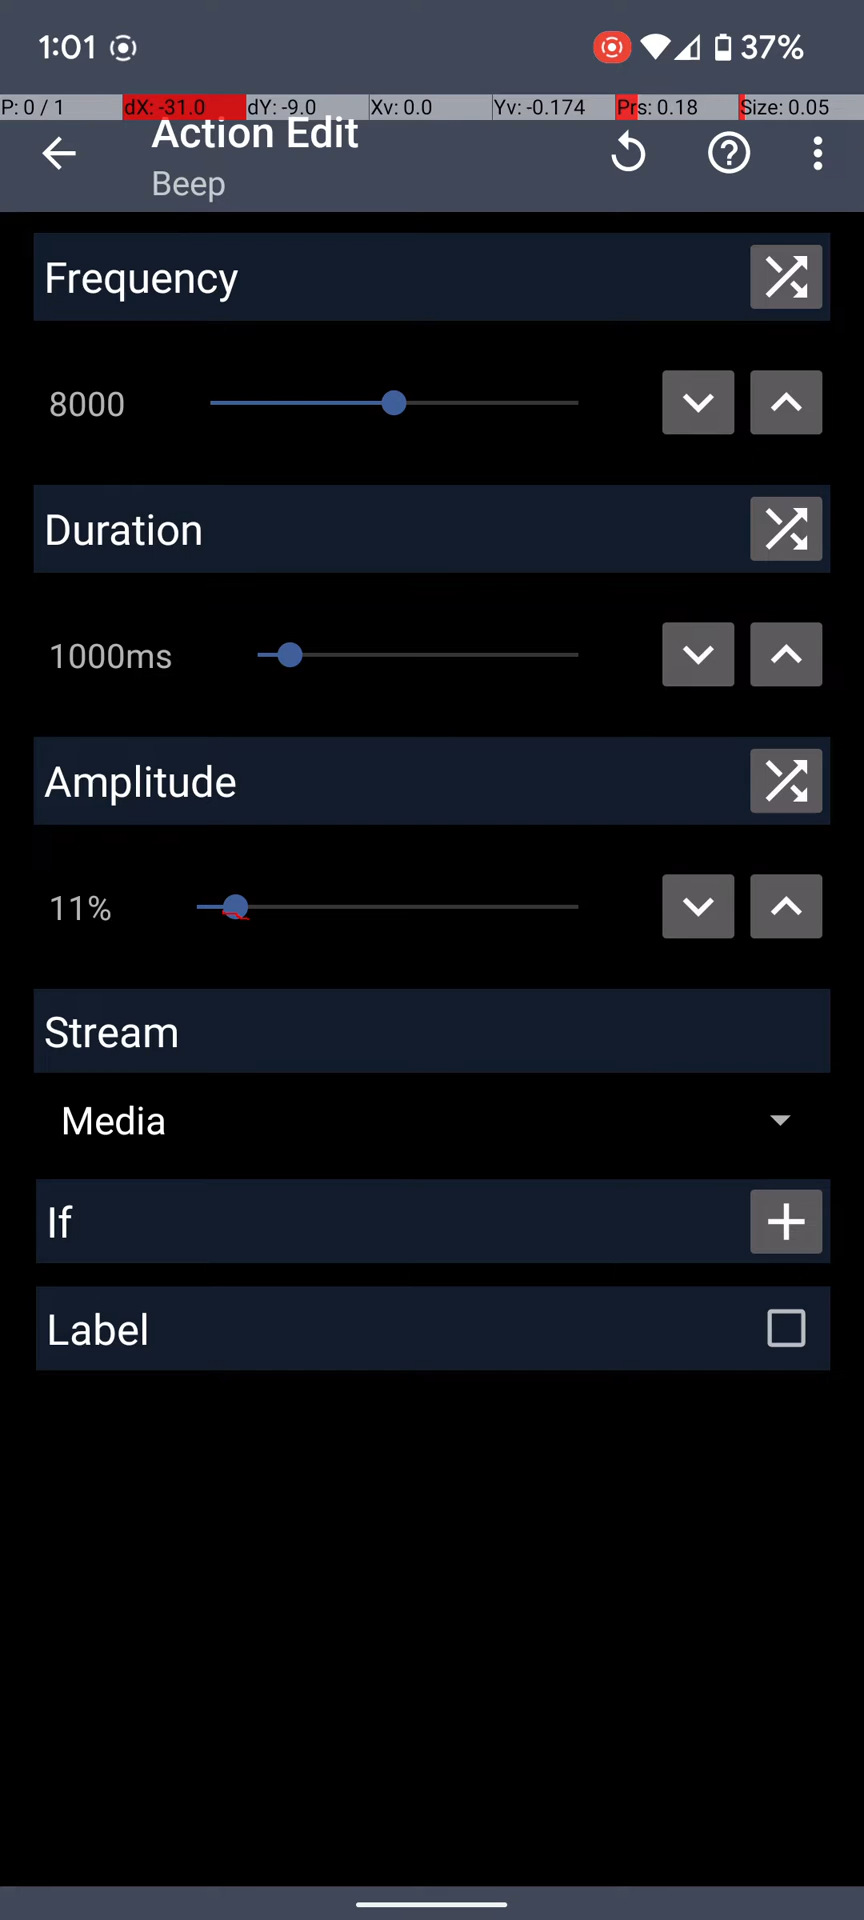 1:01 37%
P: 0 / 1 dX: -31.0 dY: -9.0 Xv: 0.0 Yv: -0.174 Prs: 0.18 Size: 0.05
Action Edit
Beep
Frequency
8000
Duration
1000ms
Amplitude
11%
Stream
Media
If
Label